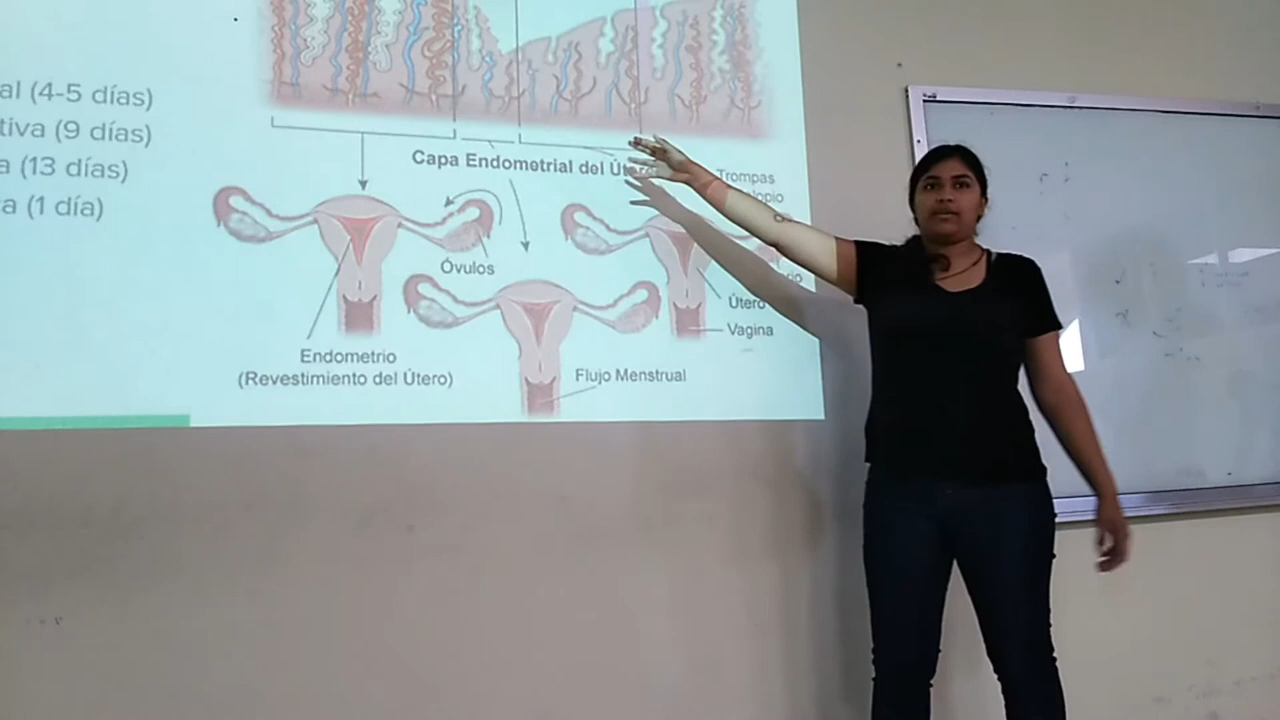 al (4-5 días)
tiva (9 días)
a (13 días)
a (1 día)
Capa Endometrial del
Trompas
Óvulos
Útero
Vagina
Endometrio
(Revestimiento del Útero)
Flujo Menstrual